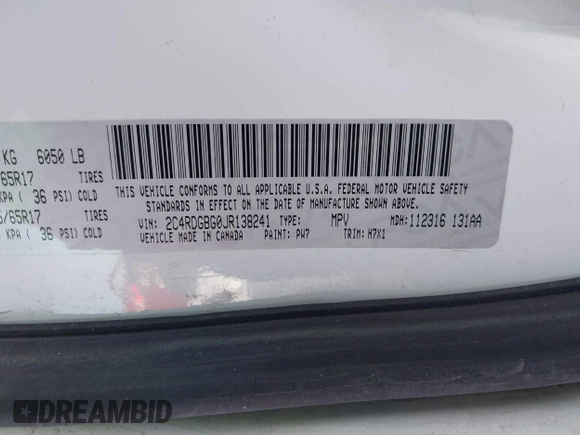 KG 6050 LB
65R17 TIRES
KPA ( 36 PSI) COLD
/65R17 TIRES
KPA ( 36 PSI) COLD
THIS VEHICLE CONFORMS TO ALL APPLICABLE U.S.A. FEDERAL MOTOR VEHICLE SAFETY
STANDARDS IN EFFECT ON THE DATE OF MANUFACTURE SHOWN ABOVE.
VIN: 2C4RDGBG0JR138241 TYPE: MPV MDH: 112316 131AA
VEHICLE MADE IN CANADA PAINT: PW7 TRIM: H7X1
DREAMBID